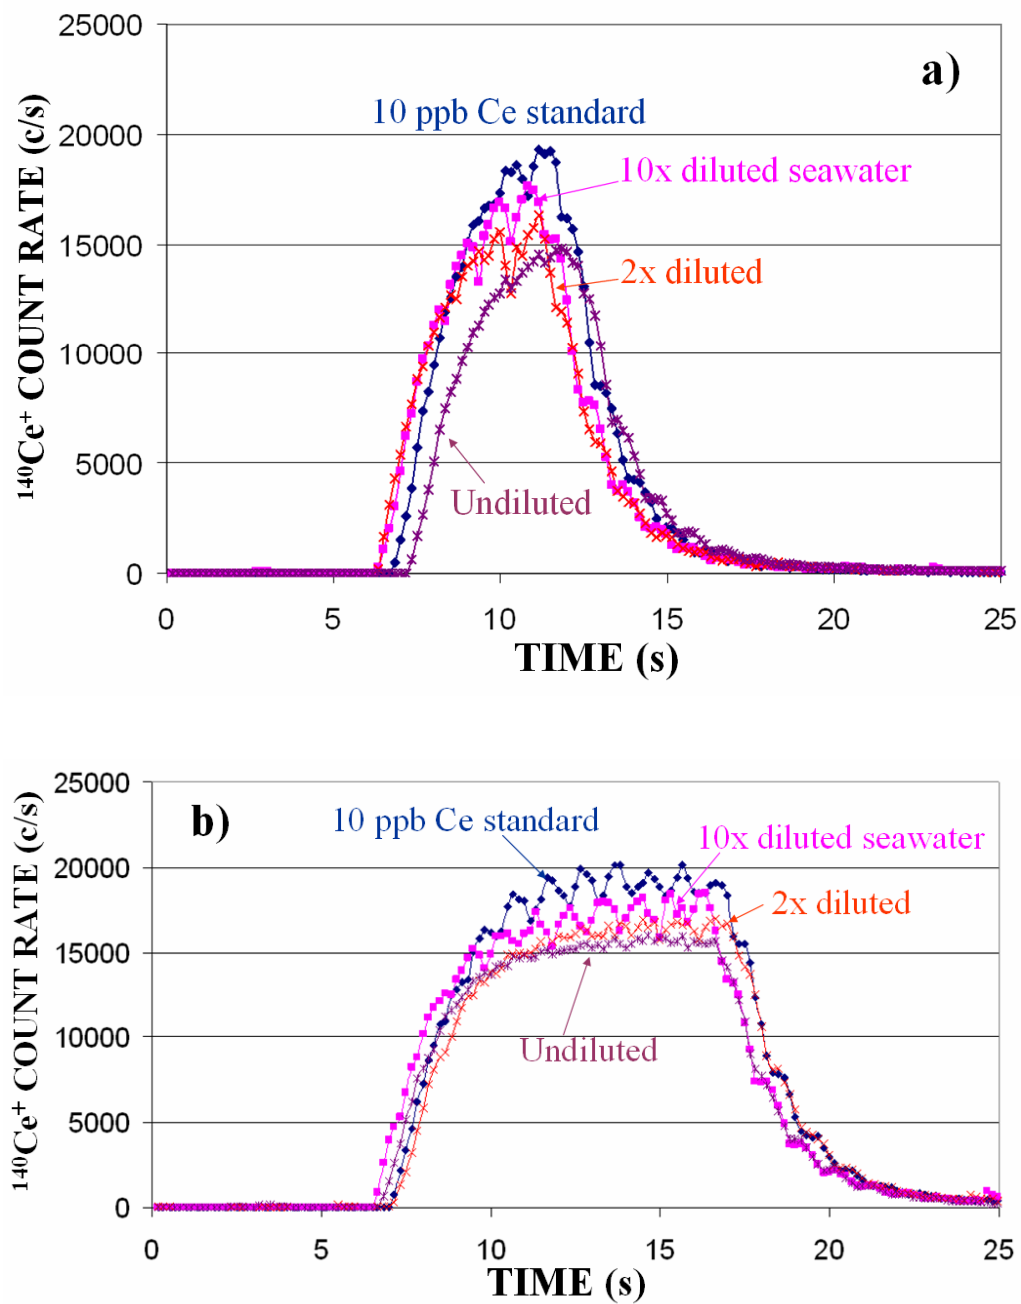 25000
a)
10 ppb Ce standard
20000
10x diluted seawater
15000
2x diluted
10000
5000
Undiluted
0
¹⁴⁰Ce⁺ COUNT RATE (c/s)
0 5 10 15 20 25
TIME (s)
25000
b)
10 ppb Ce standard
10x diluted seawater
20000
2x diluted
15000
Undiluted
10000
5000
0
¹⁴⁰Ce⁺ COUNT RATE (c/s)
0 5 10 15 20 25
TIME (s)